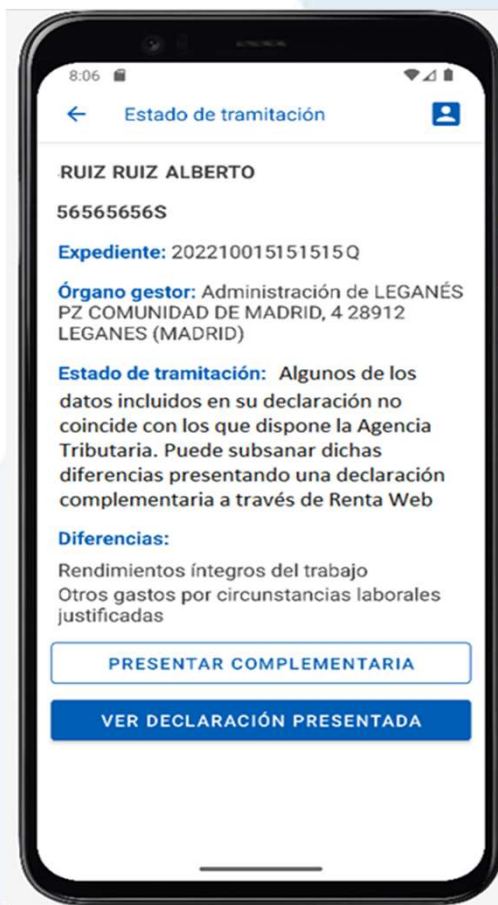 8:06
Estado de tramitación
RUIZ RUIZ ALBERTO
56565656S
Expediente: 202210015151515Q
Órgano gestor: Administración de LEGANÉS
PZ COMUNIDAD DE MADRID, 4 28912
LEGANES (MADRID)
Estado de tramitación: Algunos de los
datos incluidos en su declaración no
coincide con los que dispone la Agencia
Tributaria. Puede subsanar dichas
diferencias presentando una declaración
complementaria a través de Renta Web
Diferencias:
Rendimientos íntegros del trabajo
Otros gastos por circunstancias laborales
justificadas
PRESENTAR COMPLEMENTARIA
VER DECLARACIÓN PRESENTADA